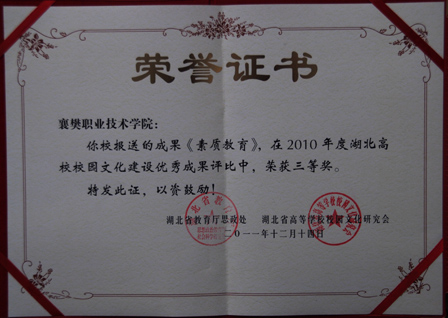 荣誉证书
襄樊职业技术学院：
你校报送的成果《素质教育》，在 2010 年度湖北高
校校园文化建设优秀成果评比中，荣获三等奖。
特发此证，以资鼓励！
湖北省教育厅思政处 湖北省高等学校校园文化研究会
二〇一一年十二月十四日